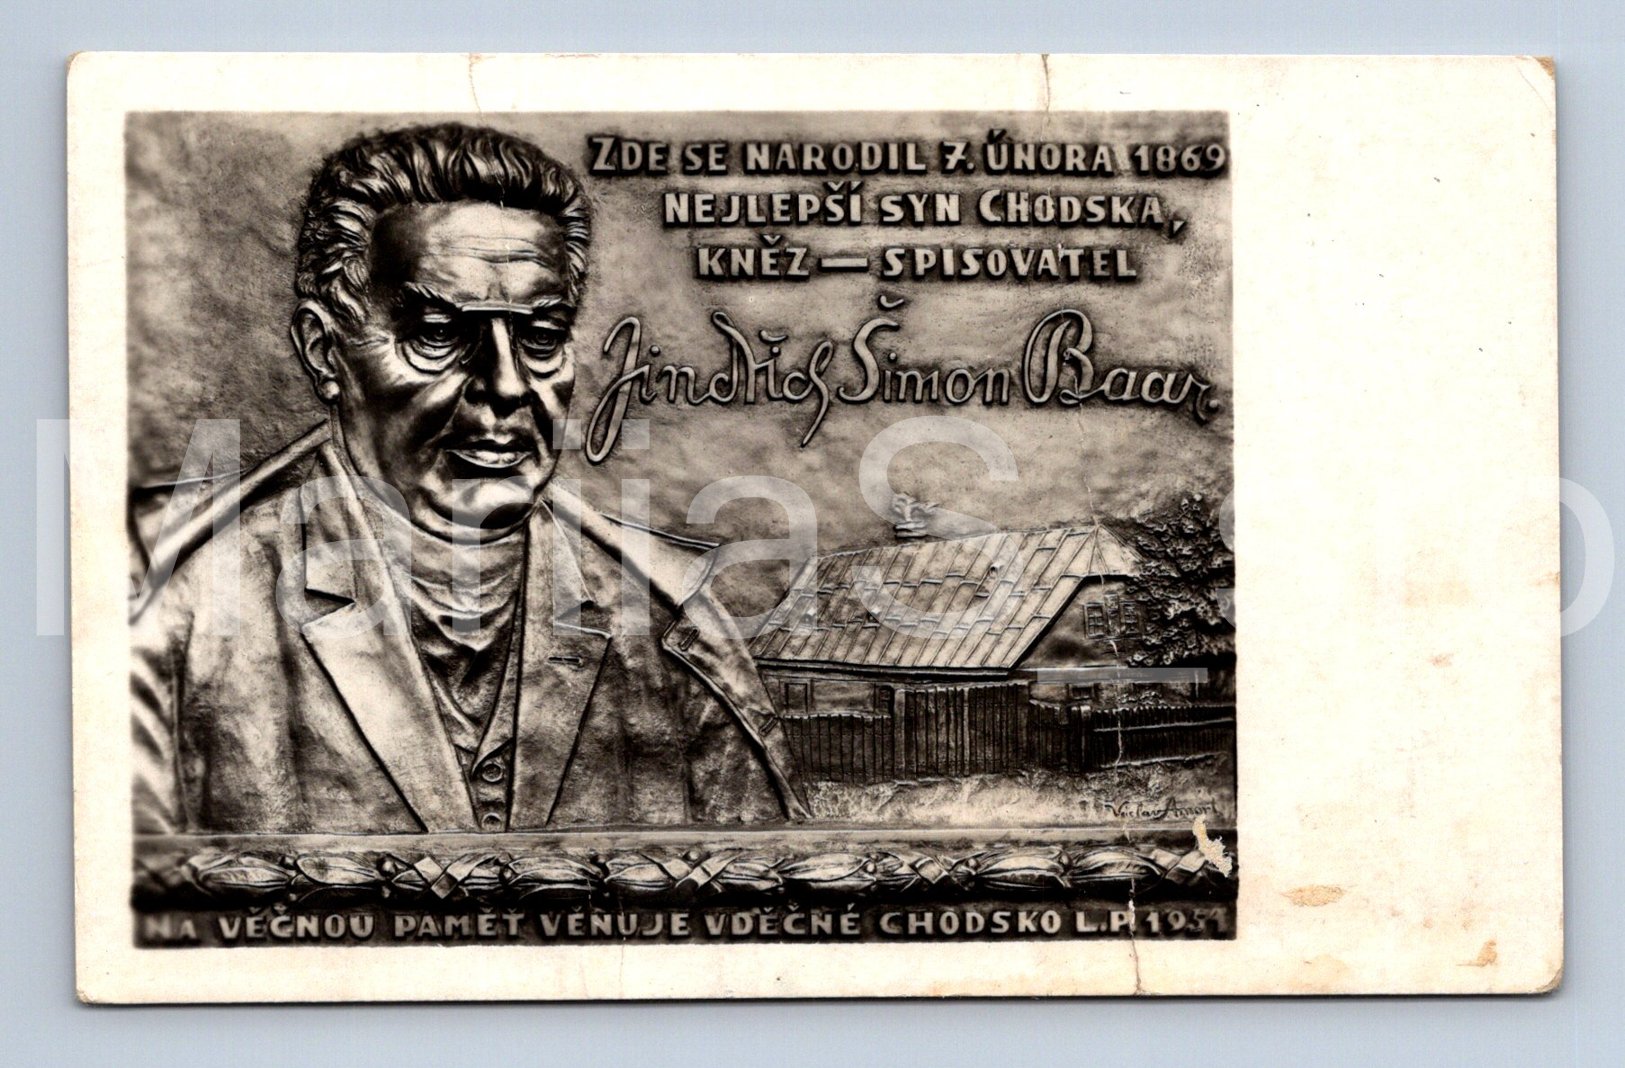 ZDE SE NARODIL 7. ÚNORA 1869
NEJLEPŠÍ SYN CHODSKA,
KNĚZ — SPISOVATEL
Jindřich Šimon Baar.
Václav Amort
NA VĚČNOU PAMĚŤ VĚNUJE VDĚČNÉ CHODSKO L.P. 1951
MariiaS_sto